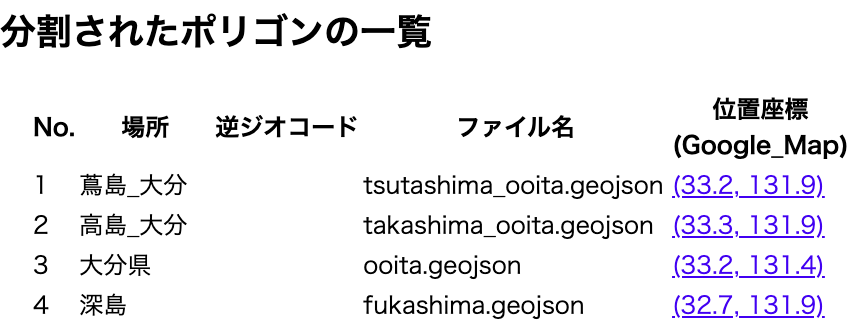 分割されたポリゴンの一覧
No. 場所 逆ジオコード ファイル名 位置座標
(Google_Map)
1 蔦島_大分 tsutashima_ooita.geojson (33.2, 131.9)
2 高島_大分 takashima_ooita.geojson (33.3, 131.9)
3 大分県 ooita.geojson (33.2, 131.4)
4 深島 fukashima.geojson (32.7, 131.9)